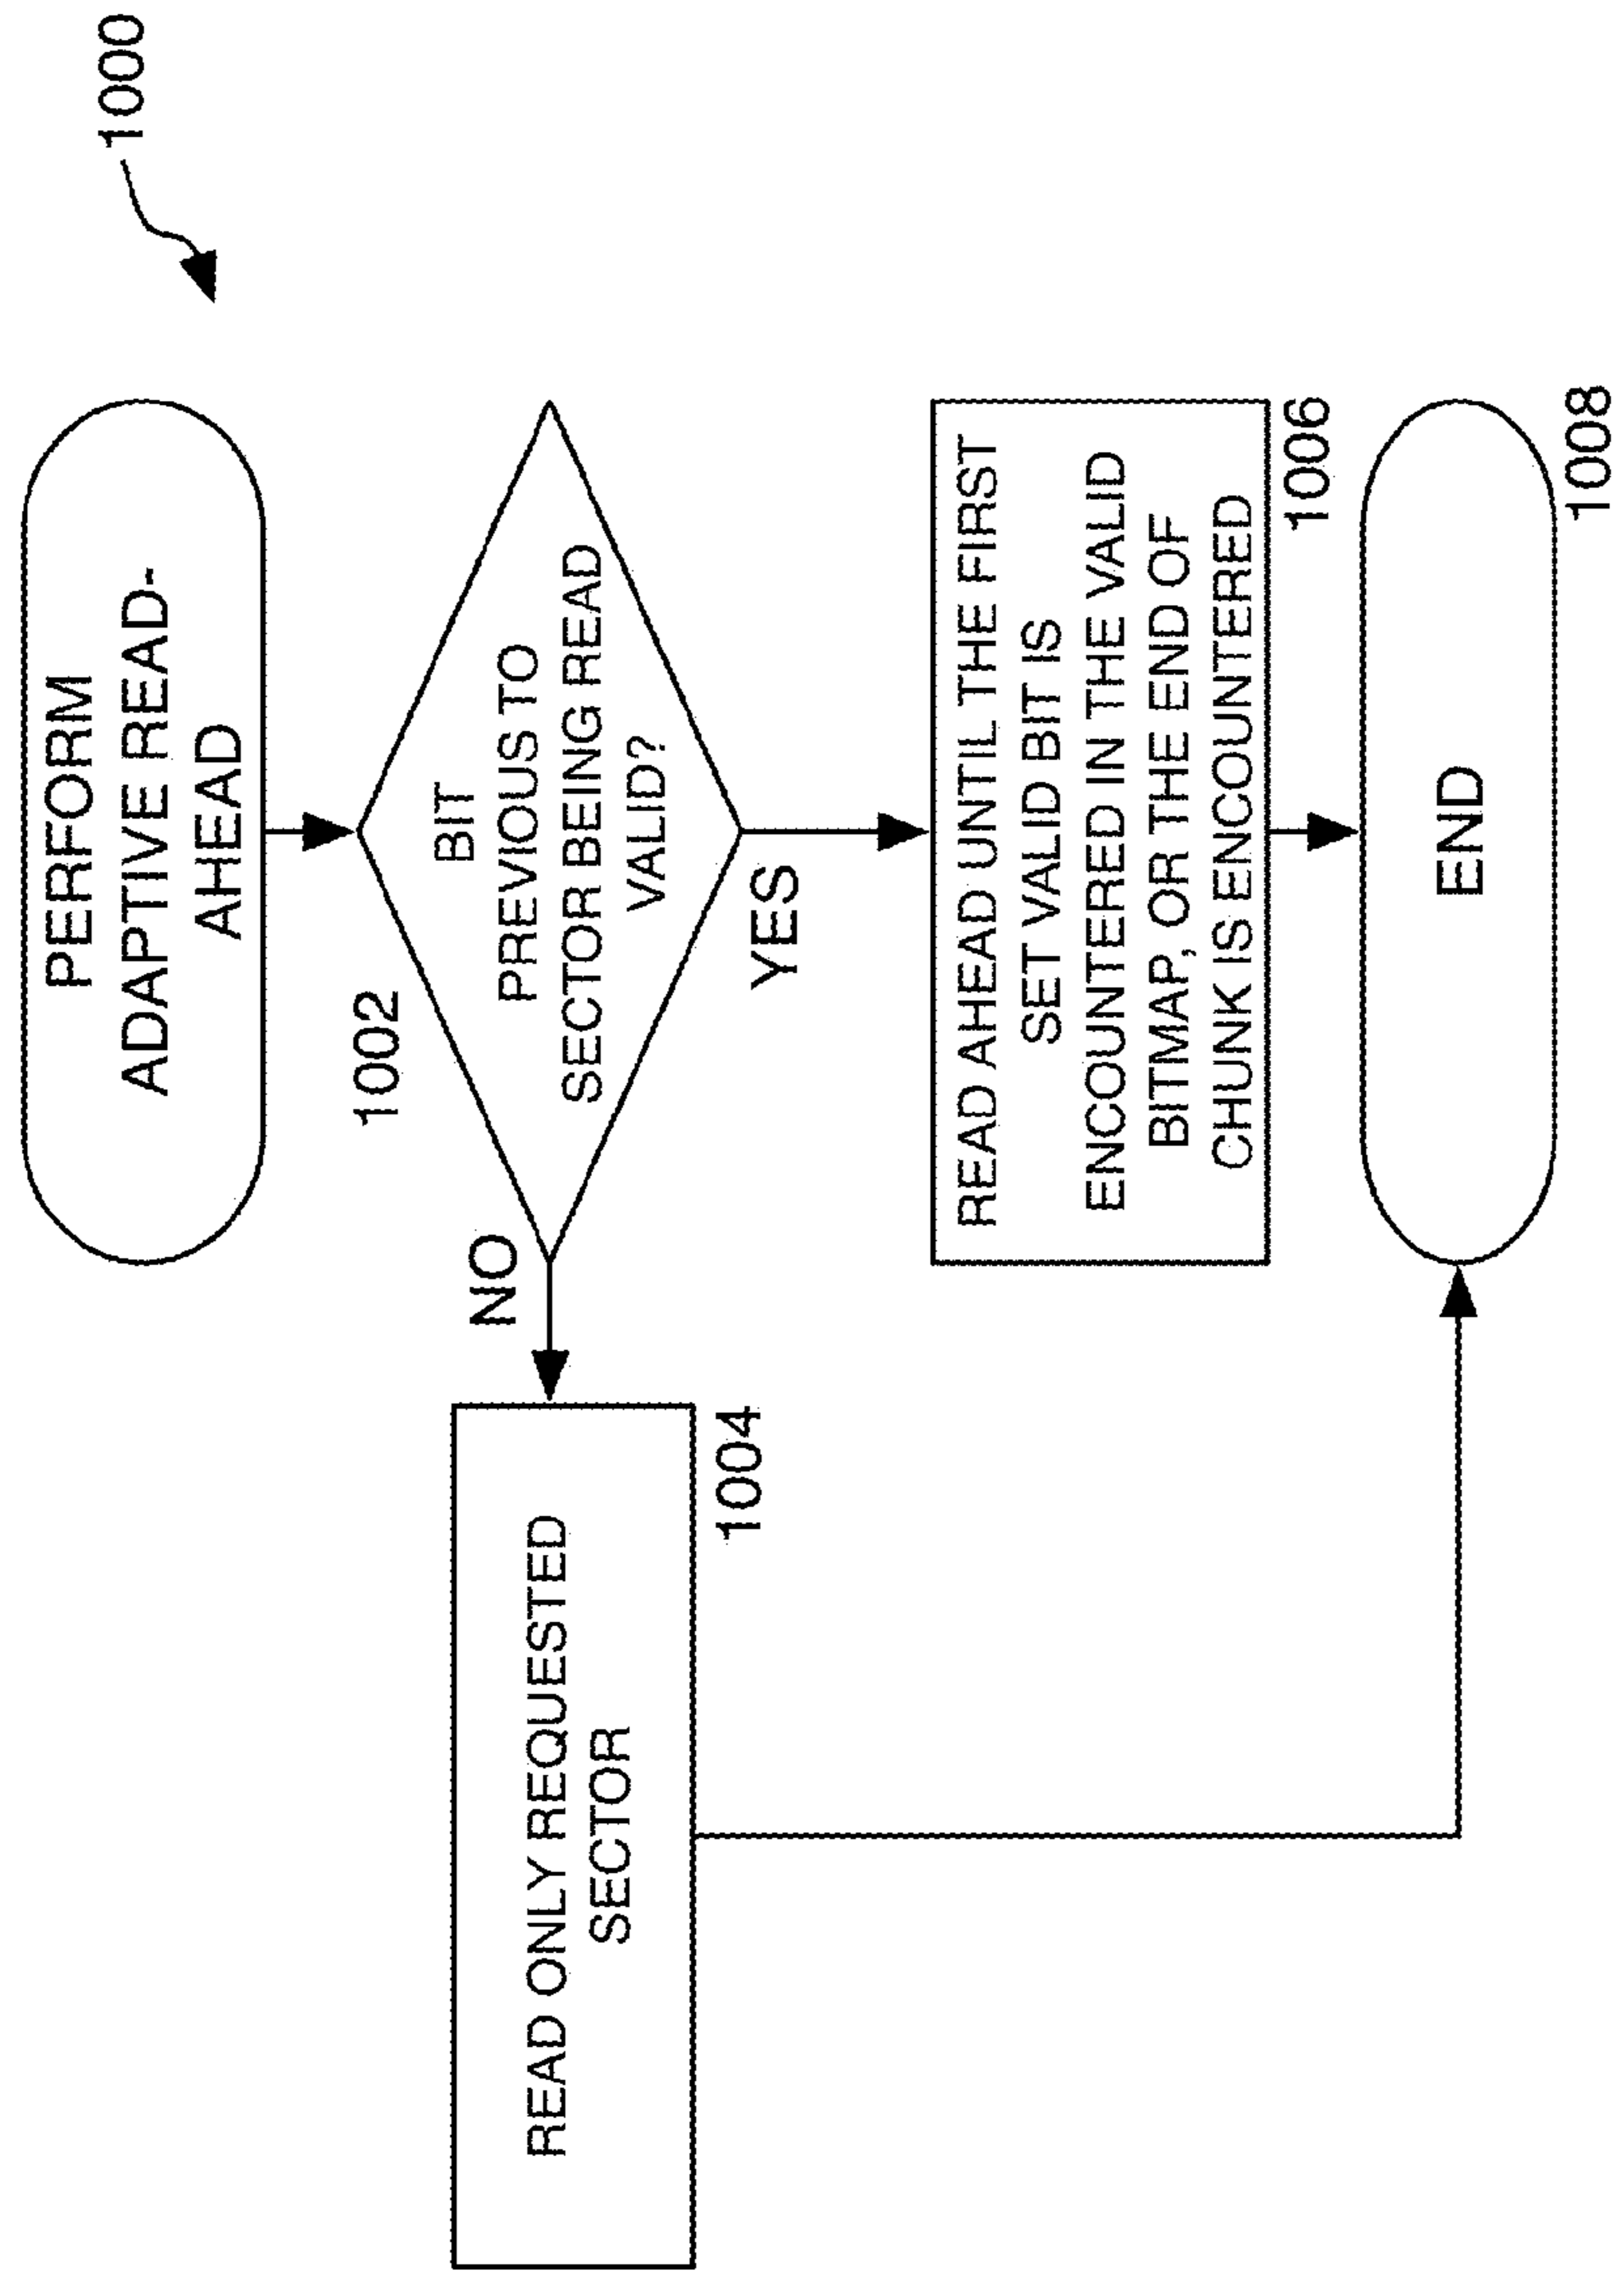 1000
PERFORM
ADAPTIVE READ-
AHEAD
1002
BIT
PREVIOUS TO
SECTOR BEING READ
VALID?
NO
YES
READ ONLY REQUESTED
SECTOR
1004
READ AHEAD UNTIL THE FIRST
SET VALID BIT IS
ENCOUNTERED IN THE VALID
BITMAP, OR THE END OF
CHUNK IS ENCOUNTERED
1006
END
1008